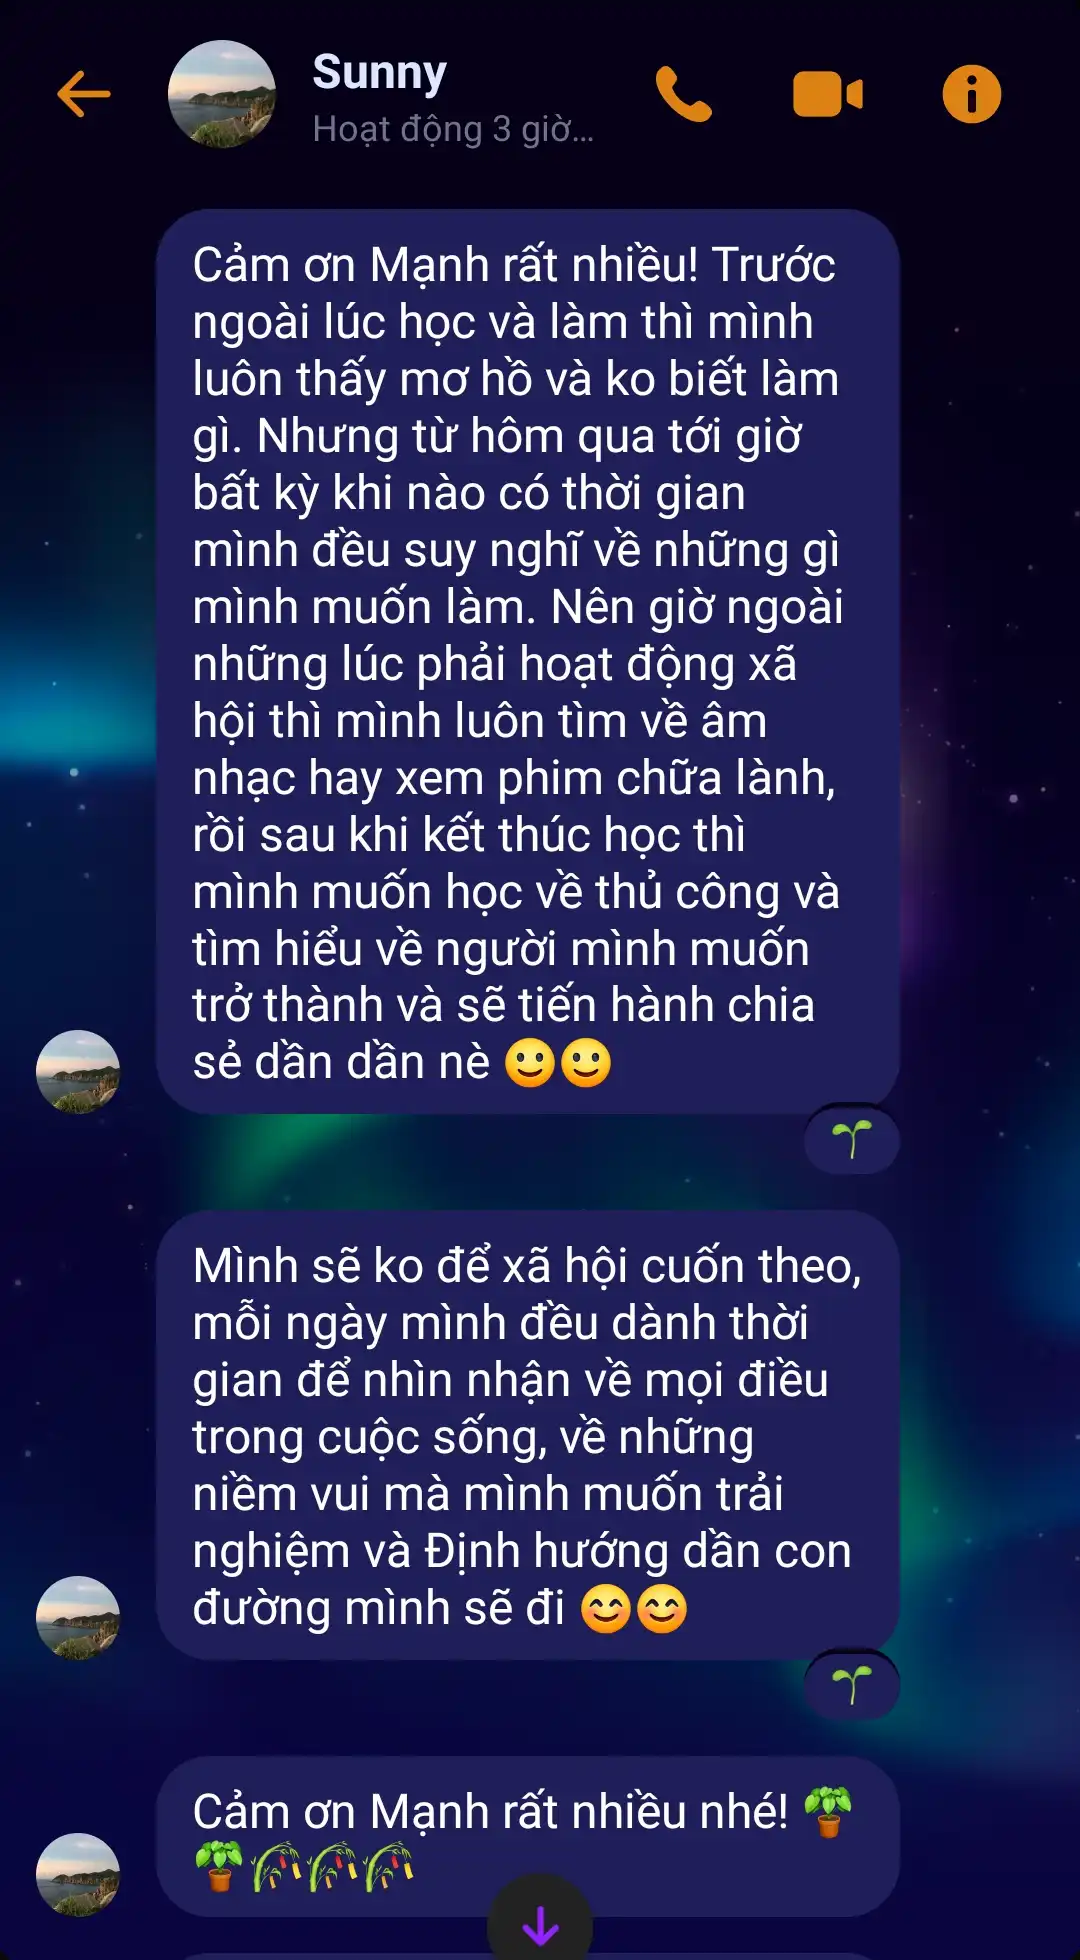 Sunny
Hoạt động 3 giờ...
Cảm ơn Mạnh rất nhiều! Trước
ngoài lúc học và làm thì mình
luôn thấy mơ hồ và ko biết làm
gì. Nhưng từ hôm qua tới giờ
bất kỳ khi nào có thời gian
mình đều suy nghĩ về những gì
mình muốn làm. Nên giờ ngoài
những lúc phải hoạt động xã
hội thì mình luôn tìm về âm
nhạc hay xem phim chữa lành,
rồi sau khi kết thúc học thì
mình muốn học về thủ công và
tìm hiểu về người mình muốn
trở thành và sẽ tiến hành chia
sẻ dần dần nè 🙂🙂
🌱
Mình sẽ ko để xã hội cuốn theo,
mỗi ngày mình đều dành thời
gian để nhìn nhận về mọi điều
trong cuộc sống, về những
niềm vui mà mình muốn trải
nghiệm và Định hướng dần con
đường mình sẽ đi 😊😊
🌱
Cảm ơn Mạnh rất nhiều nhé! 🪴
🪴🎋🎋🎋